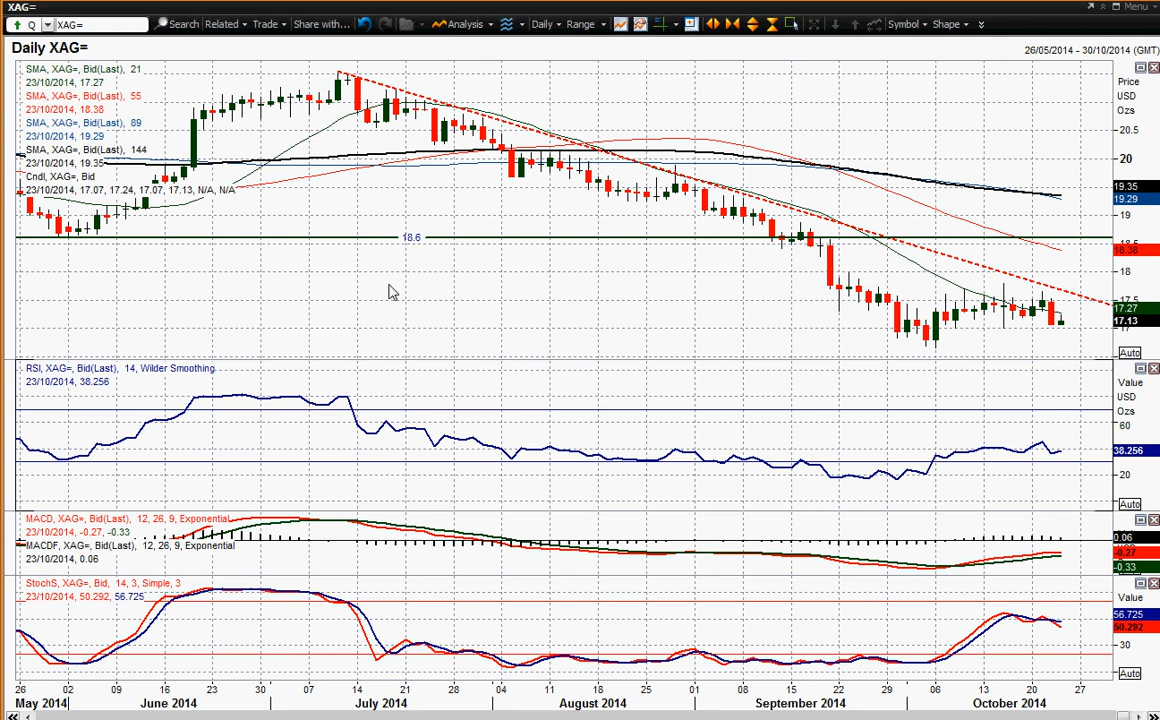 XAG=
Menu
Q XAG= Search Related Trade Share with... Analysis Daily Range Symbol Shape
Daily XAG=
26/05/2014 - 30/10/2014 (GMT)
SMA, XAG=, Bid(Last), 21
23/10/2014, 17.27
SMA, XAG=, Bid(Last), 55
23/10/2014, 18.38
SMA, XAG=, Bid(Last), 89
23/10/2014, 19.29
SMA, XAG=, Bid(Last), 144
23/10/2014, 19.35
Cndl, XAG=, Bid
23/10/2014, 17.07, 17.24, 17.07, 17.13, N/A, N/A
18.6
Price
USD
Ozs
20.5
20
19.35
19.29
19
18.5
18.38
18
17.5
17.27
17.13
17
Auto
RSI, XAG=, Bid(Last), 14, Wilder Smoothing
23/10/2014, 38.256
Value
USD
Ozs
60
38.256
20
Auto
MACD, XAG=, Bid(Last), 12, 26, 9, Exponential
23/10/2014, -0.27, -0.33
MACDF, XAG=, Bid(Last), 12, 26, 9, Exponential
23/10/2014, 0.06
0.06
-0.27
-0.33
StochS, XAG=, Bid, 14, 3, Simple, 3
23/10/2014, 50.292, 56.725
Value
56.725
50.292
30
Auto
26 02 09 16 23 30 07 14 21 28 04 11 18 25 01 08 15 22 29 06 13 20 27
May 2014 June 2014 July 2014 August 2014 September 2014 October 2014